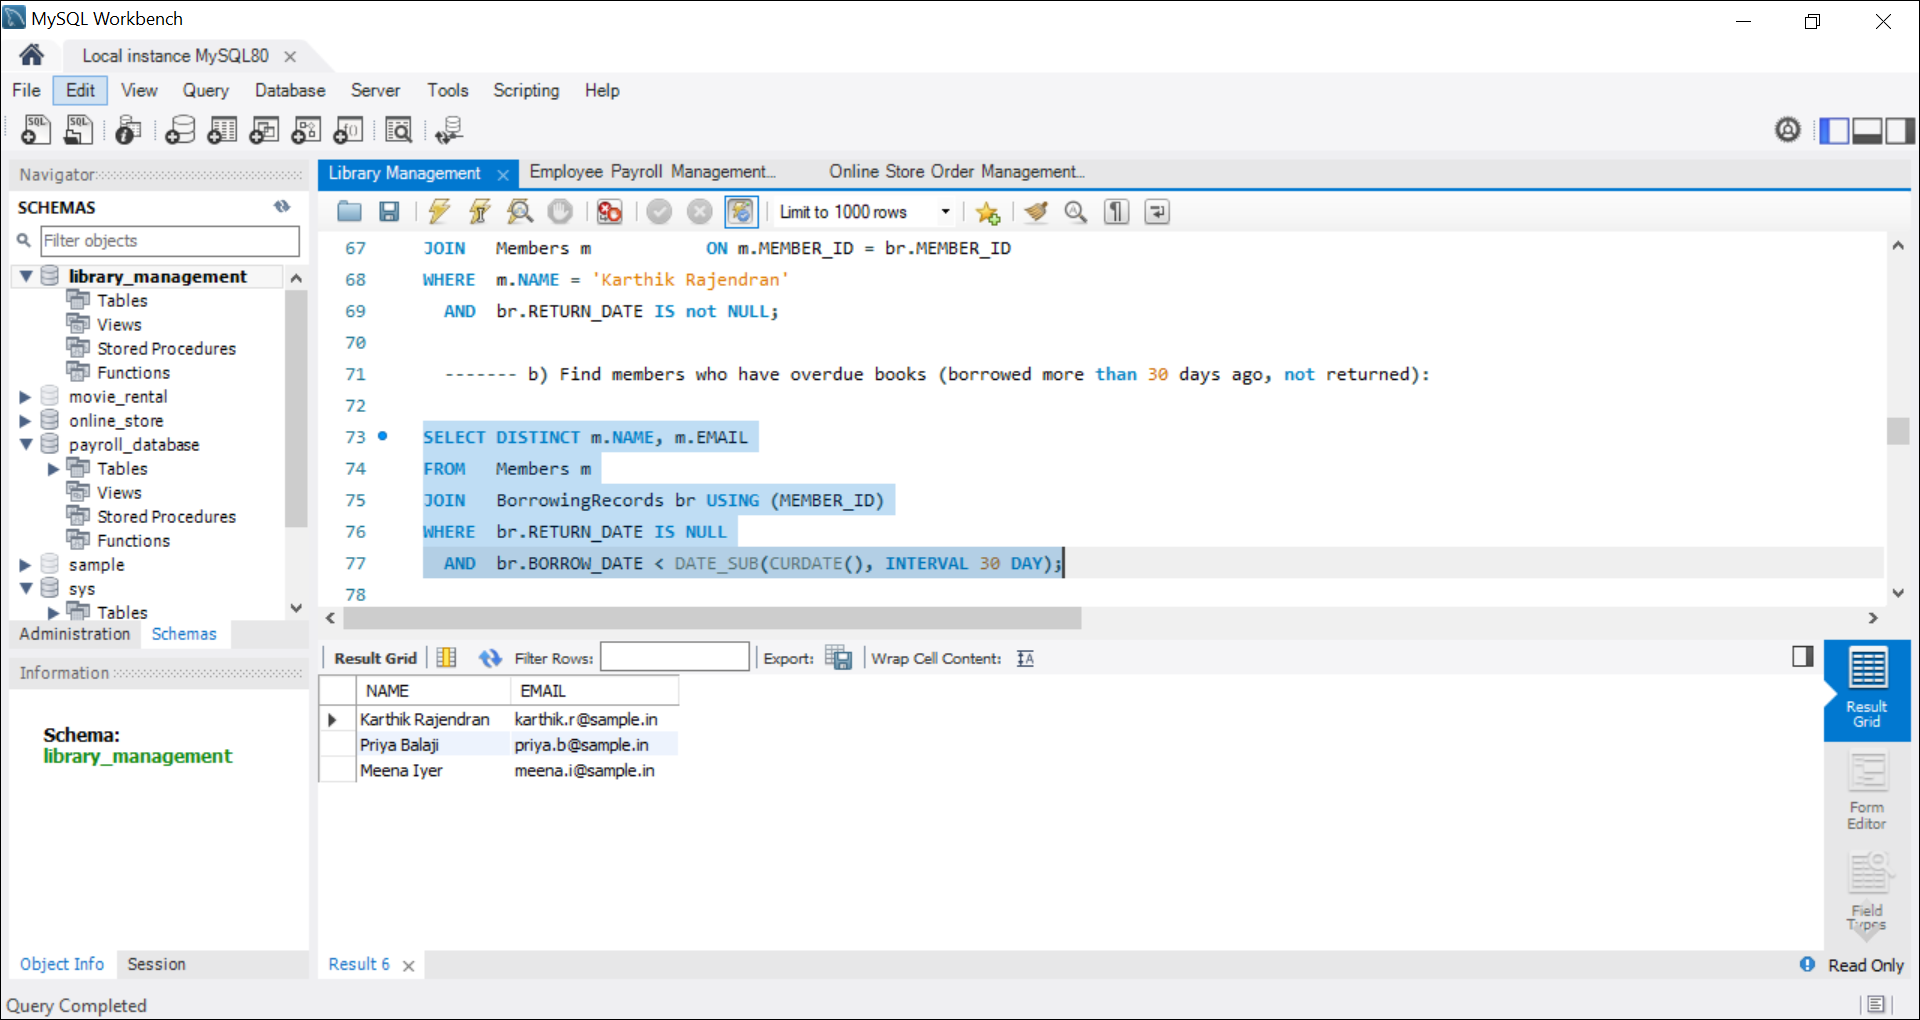 MySQL Workbench
Local instance MySQL80
File Edit View Query Database Server Tools Scripting Help
SQL SQL
Navigator
SCHEMAS
Filter objects
library_management
Tables
Views
Stored Procedures
Functions
movie_rental
online_store
payroll_database
Tables
Views
Stored Procedures
Functions
sample
sys
Tables
Administration Schemas
Information
Schema:
library_management
Object Info Session
Query Completed
Library Management Employee Payroll Management... Online Store Order Management...
Limit to 1000 rows
67 JOIN Members m ON m.MEMBER_ID = br.MEMBER_ID
68 WHERE m.NAME = 'Karthik Rajendran'
69 AND br.RETURN_DATE IS not NULL;
70
71 ------- b) Find members who have overdue books (borrowed more than 30 days ago, not returned):
72
73 SELECT DISTINCT m.NAME, m.EMAIL
74 FROM Members m
75 JOIN BorrowingRecords br USING (MEMBER_ID)
76 WHERE br.RETURN_DATE IS NULL
77 AND br.BORROW_DATE < DATE_SUB(CURDATE(), INTERVAL 30 DAY);
78
Result Grid Filter Rows: Export: Wrap Cell Content:
NAME EMAIL
Karthik Rajendran karthik.r@sample.in
Priya Balaji priya.b@sample.in
Meena Iyer meena.i@sample.in
Result
Grid
Form
Editor
Field
Types
Result 6
Read Only